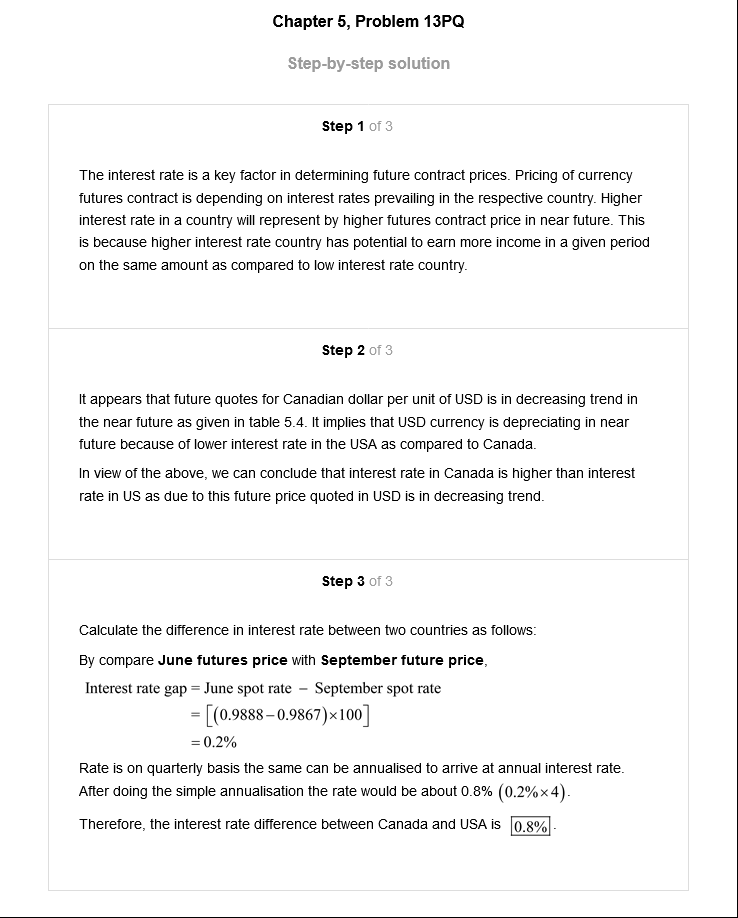 Chapter 5, Problem 13PQ
Step-by-step solution
Step 1 of 3
The interest rate is a key factor in determining future contract prices. Pricing of currency
futures contract is depending on interest rates prevailing in the respective country. Higher
interest rate in a country will represent by higher futures contract price in near future. This
is because higher interest rate country has potential to earn more income in a given period
on the same amount as compared to low interest rate country.
Step 2 of 3
It appears that future quotes for Canadian dollar per unit of USD is in decreasing trend in
the near future as given in table 5.4. It implies that USD currency is depreciating in near
future because of lower interest rate in the USA as compared to Canada.
In view of the above, we can conclude that interest rate in Canada is higher than interest
rate in US as due to this future price quoted in USD is in decreasing trend.
Step 3 of 3
Calculate the difference in interest rate between two countries as follows:
By compare June futures price with September future price,
Interest rate gap = June spot rate − September spot rate
= [(0.9888−0.9867)×100]
= 0.2%
Rate is on quarterly basis the same can be annualised to arrive at annual interest rate.
After doing the simple annualisation the rate would be about 0.8% (0.2%×4).
Therefore, the interest rate difference between Canada and USA is 0.8%.